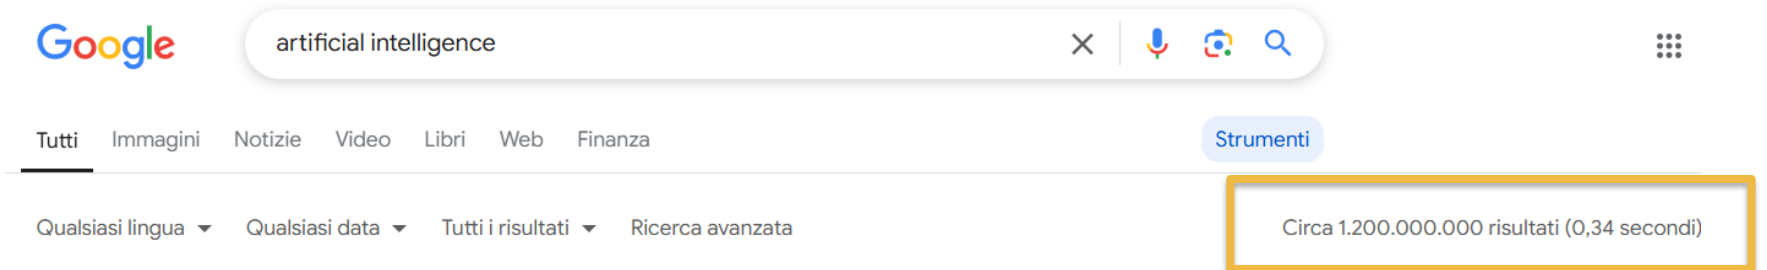 Google artificial intelligence
Tutti Immagini Notizie Video Libri Web Finanza Strumenti
Qualsiasi lingua Qualsiasi data Tutti i risultati Ricerca avanzata Circa 1.200.000.000 risultati (0,34 secondi)